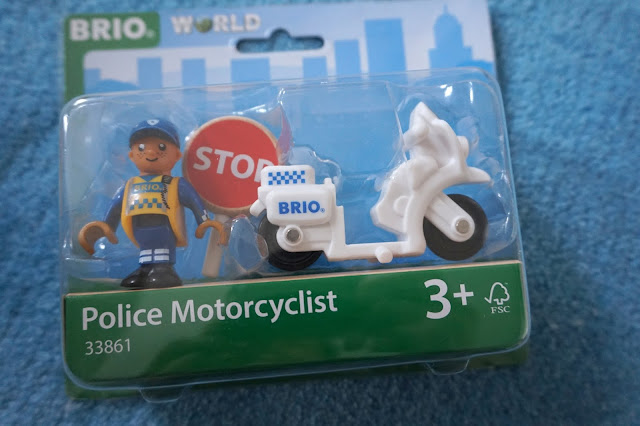 BRIO®
WORLD
STOP
BRIO®
BRIO®
Police Motorcyclist
33861
3+
FSC